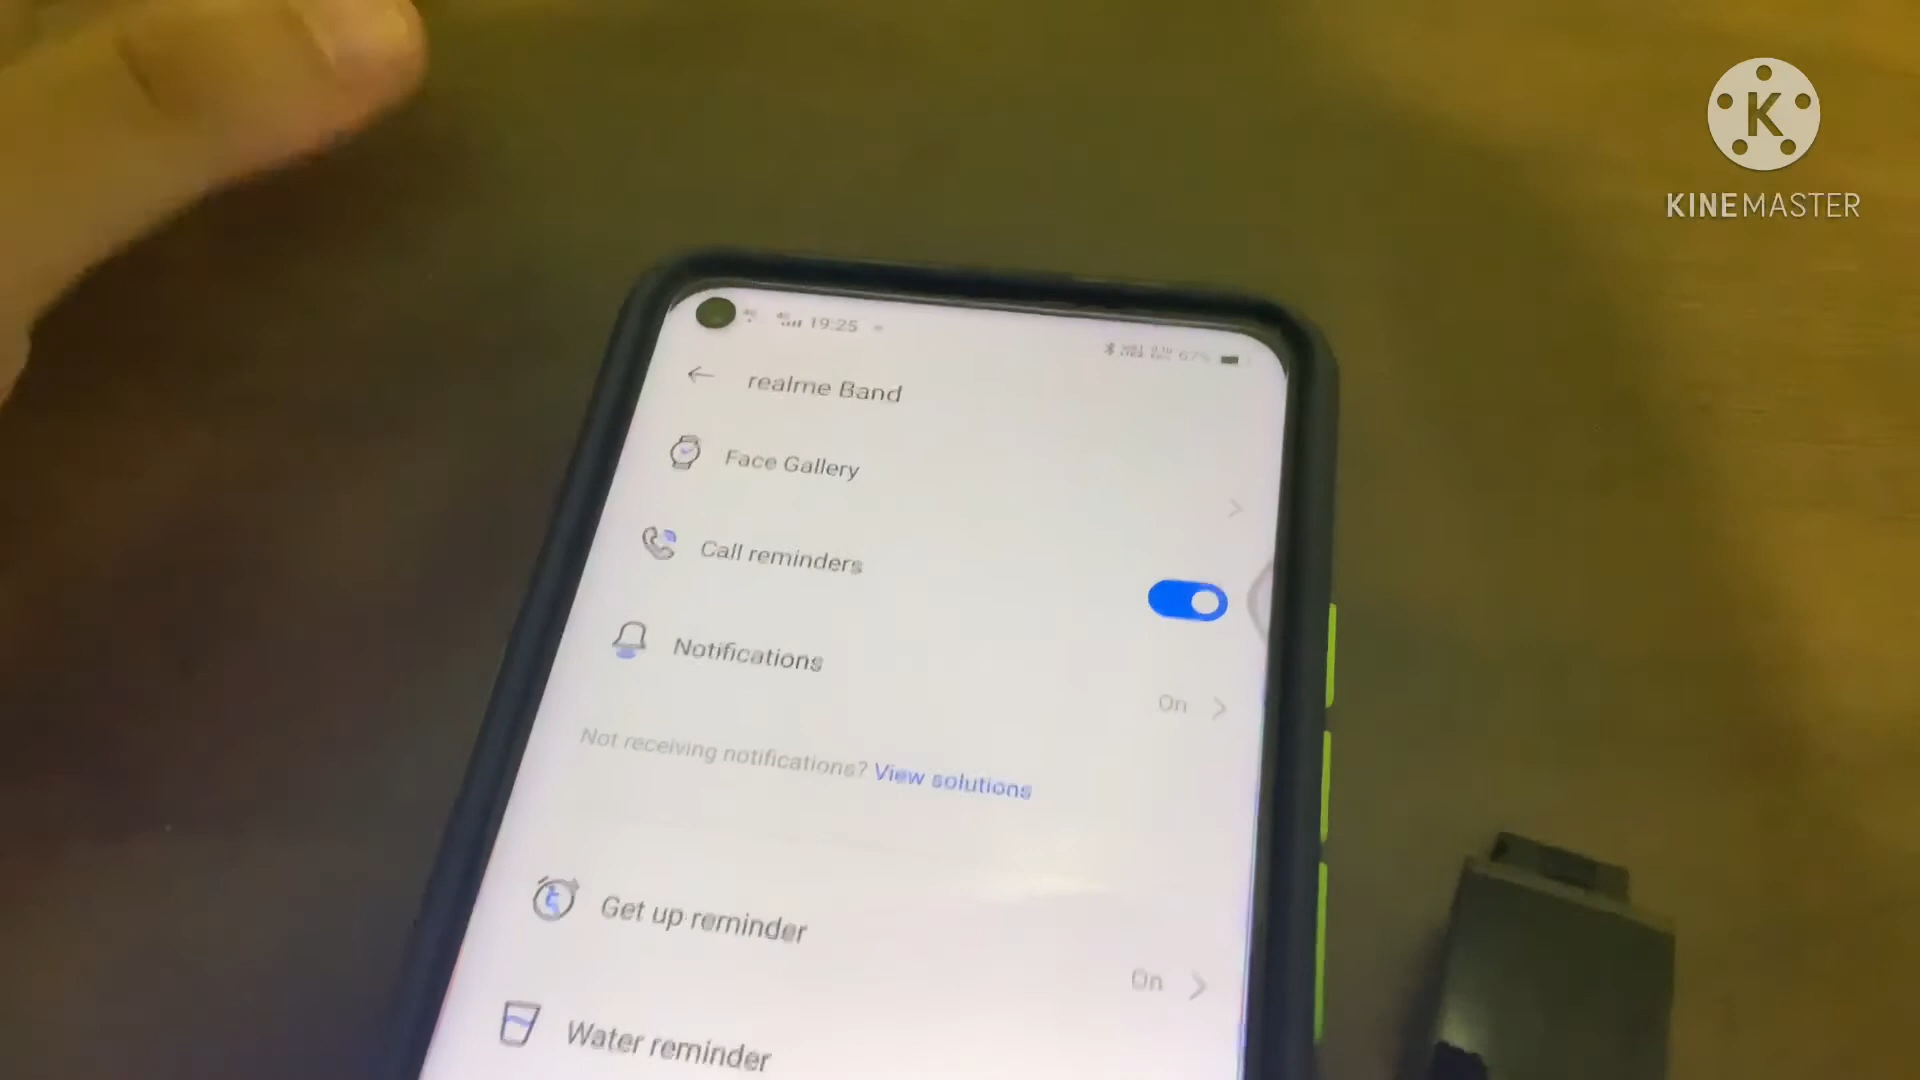 K
KINEMASTER
19:25
67%
realme Band
Face Gallery
Call reminders
Notifications
On
Not receiving notifications? View solutions
Get up reminder
On
Water reminder